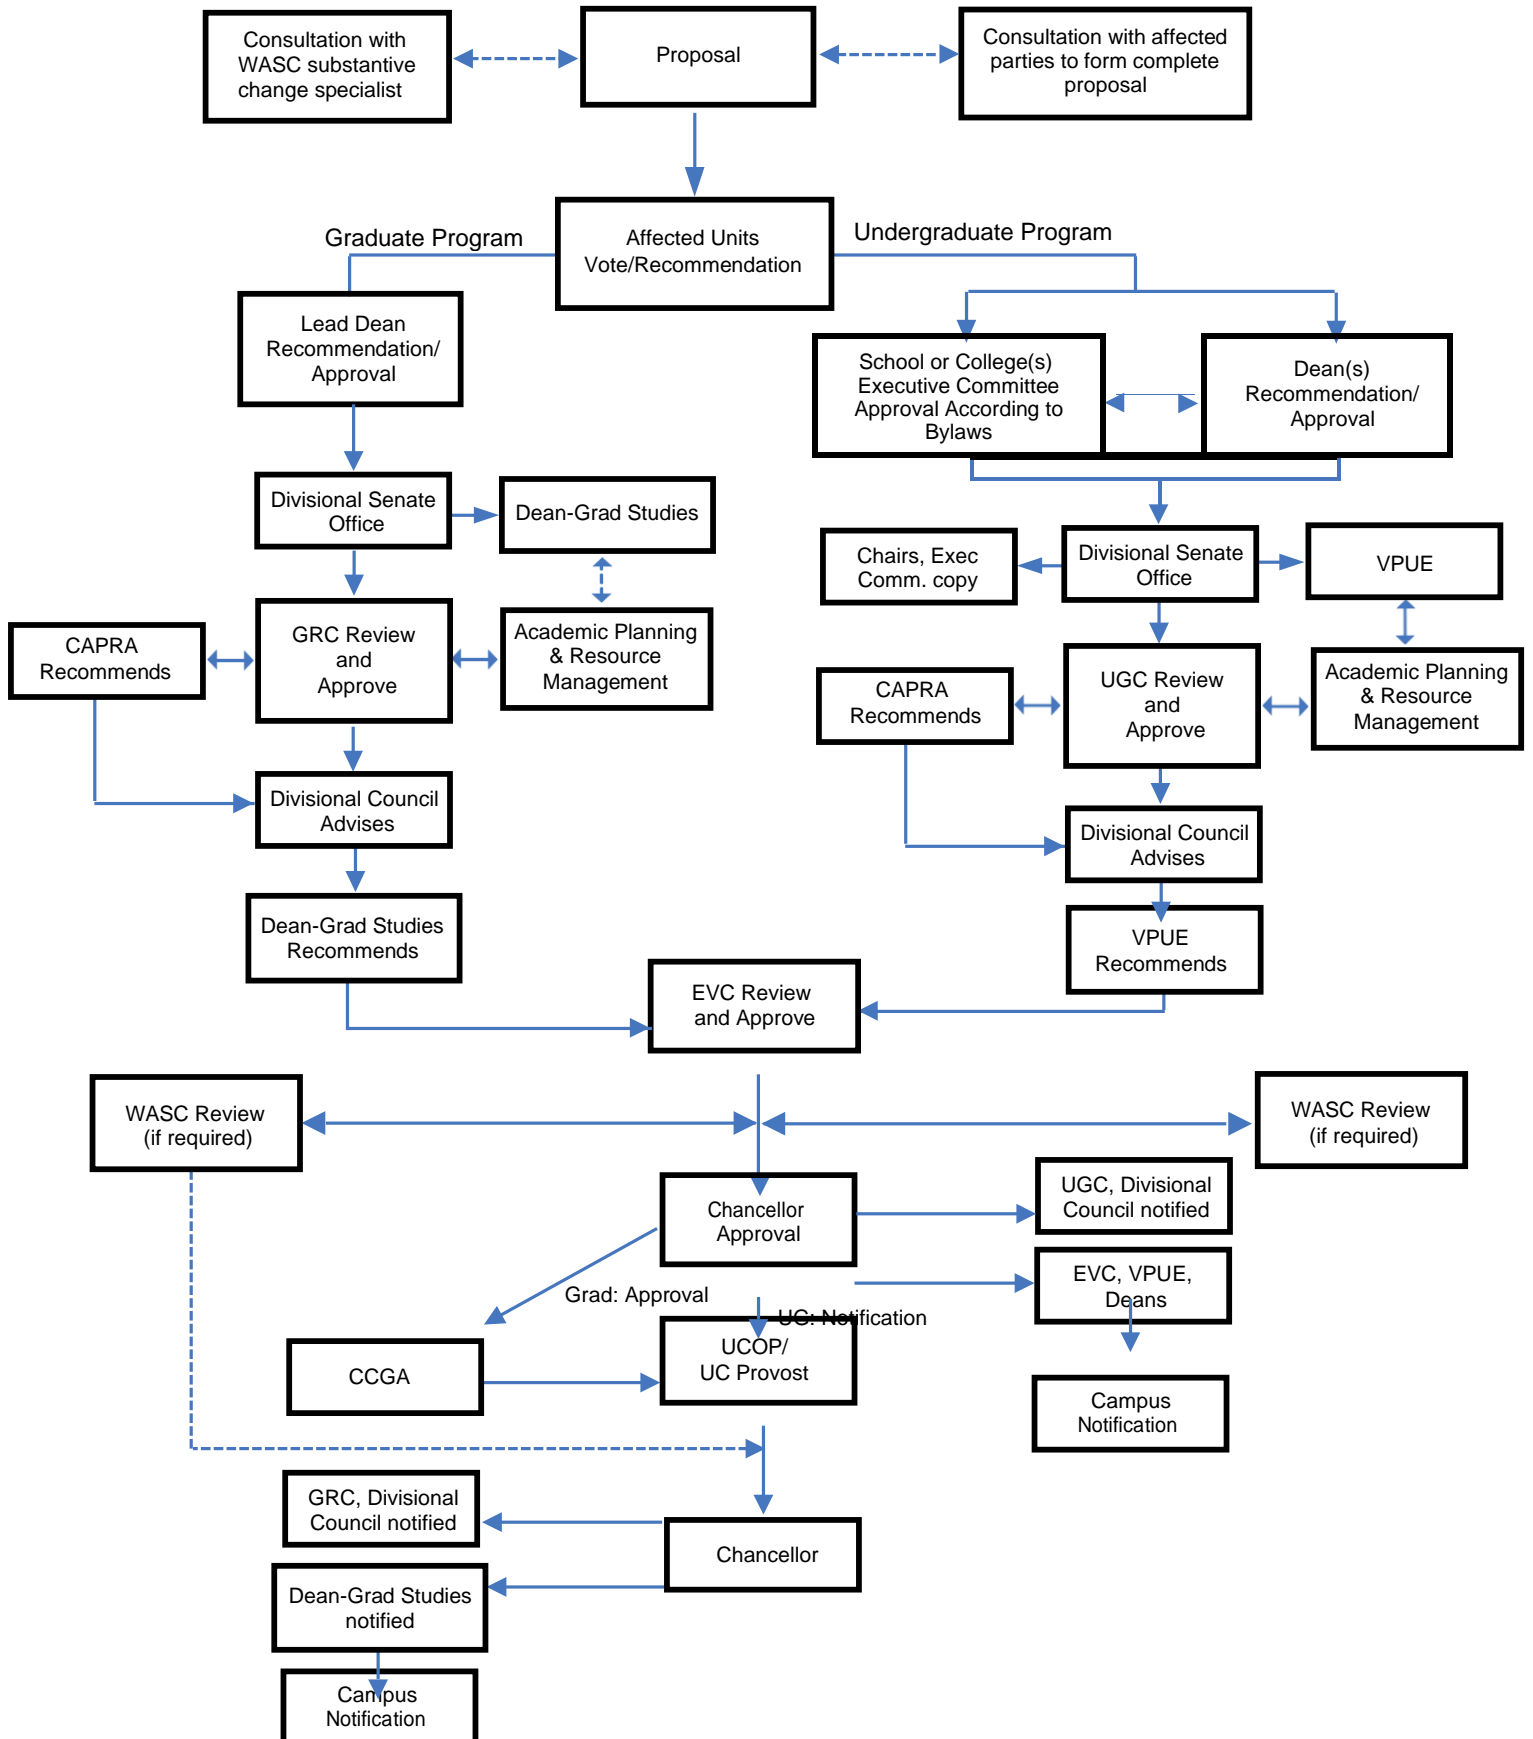 Consultation with
WASC substantive
change specialist
Proposal
Consultation with affected
parties to form complete
proposal
Graduate Program
Affected Units
Vote/Recommendation
Undergraduate Program
Lead Dean
Recommendation/
Approval
School or College(s)
Executive Committee
Approval According to
Bylaws
Dean(s)
Recommendation/
Approval
Divisional Senate
Office
Dean-Grad Studies
Chairs, Exec
Comm. copy
Divisional Senate
Office
VPUE
CAPRA
Recommends
GRC Review
and
Approve
Academic Planning
& Resource
Management
CAPRA
Recommends
UGC Review
and
Approve
Academic Planning
& Resource
Management
Divisional Council
Advises
Divisional Council
Advises
Dean-Grad Studies
Recommends
VPUE
Recommends
EVC Review
and Approve
WASC Review
(if required)
WASC Review
(if required)
Chancellor
Approval
UGC, Divisional
Council notified
EVC, VPUE,
Deans
Grad: Approval
UG: Notification
CCGA
UCOP/
UC Provost
Campus
Notification
GRC, Divisional
Council notified
Chancellor
Dean-Grad Studies
notified
Campus
Notification